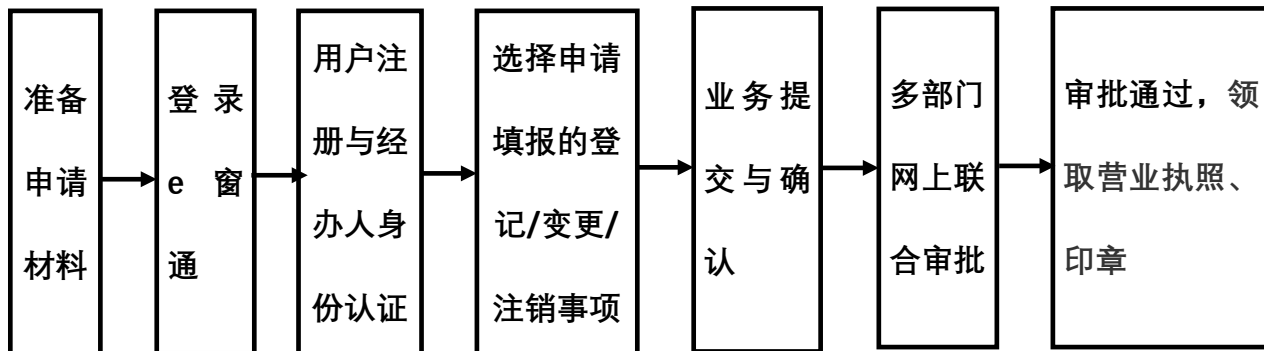 准备
申请
材料
登录
e窗
通
用户注
册与经
办人身
份认证
选择申请
填报的登
记/变更/
注销事项
业务提
交与确
认
多部门
网上联
合审批
审批通过，领
取营业执照、
印章